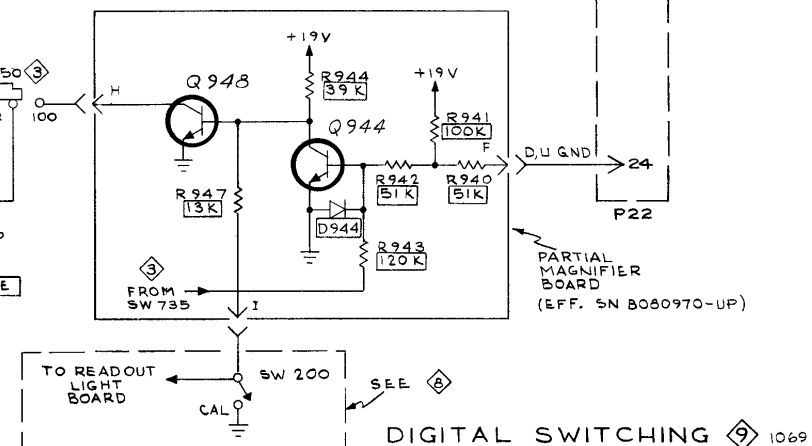 +19V
50 3
R944
39K
+19V
H
Q948
100
Q944
R941
100K
F
D,U GND
24
R942
51K
R940
51K
R947
13K
P22
D944
R943
120K
3
FROM
SW 735
I
PARTIAL
MAGNIFIER
BOARD
(EFF. SN B080970-UP)
E
TO READOUT
LIGHT
BOARD
SW 200
SEE 8
CAL
DIGITAL SWITCHING 9 1069